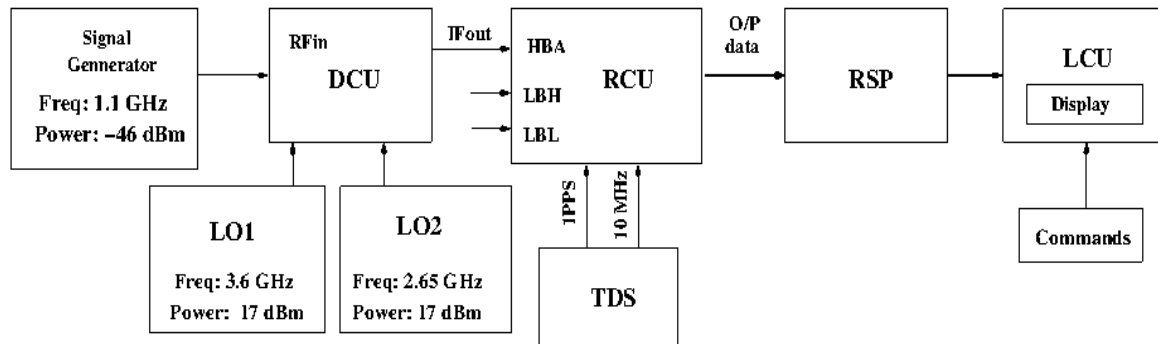 Signal
Gennerator
Freq: 1.1 GHz
Power: –46 dBm
RFin
DCU
IFout
HBA
RCU
LBH
LBL
O/P
data
RSP
LCU
Display
LO1
Freq: 3.6 GHz
Power: 17 dBm
LO2
Freq: 2.65 GHz
Power: 17 dBm
1PPS
10 MHz
TDS
Commands